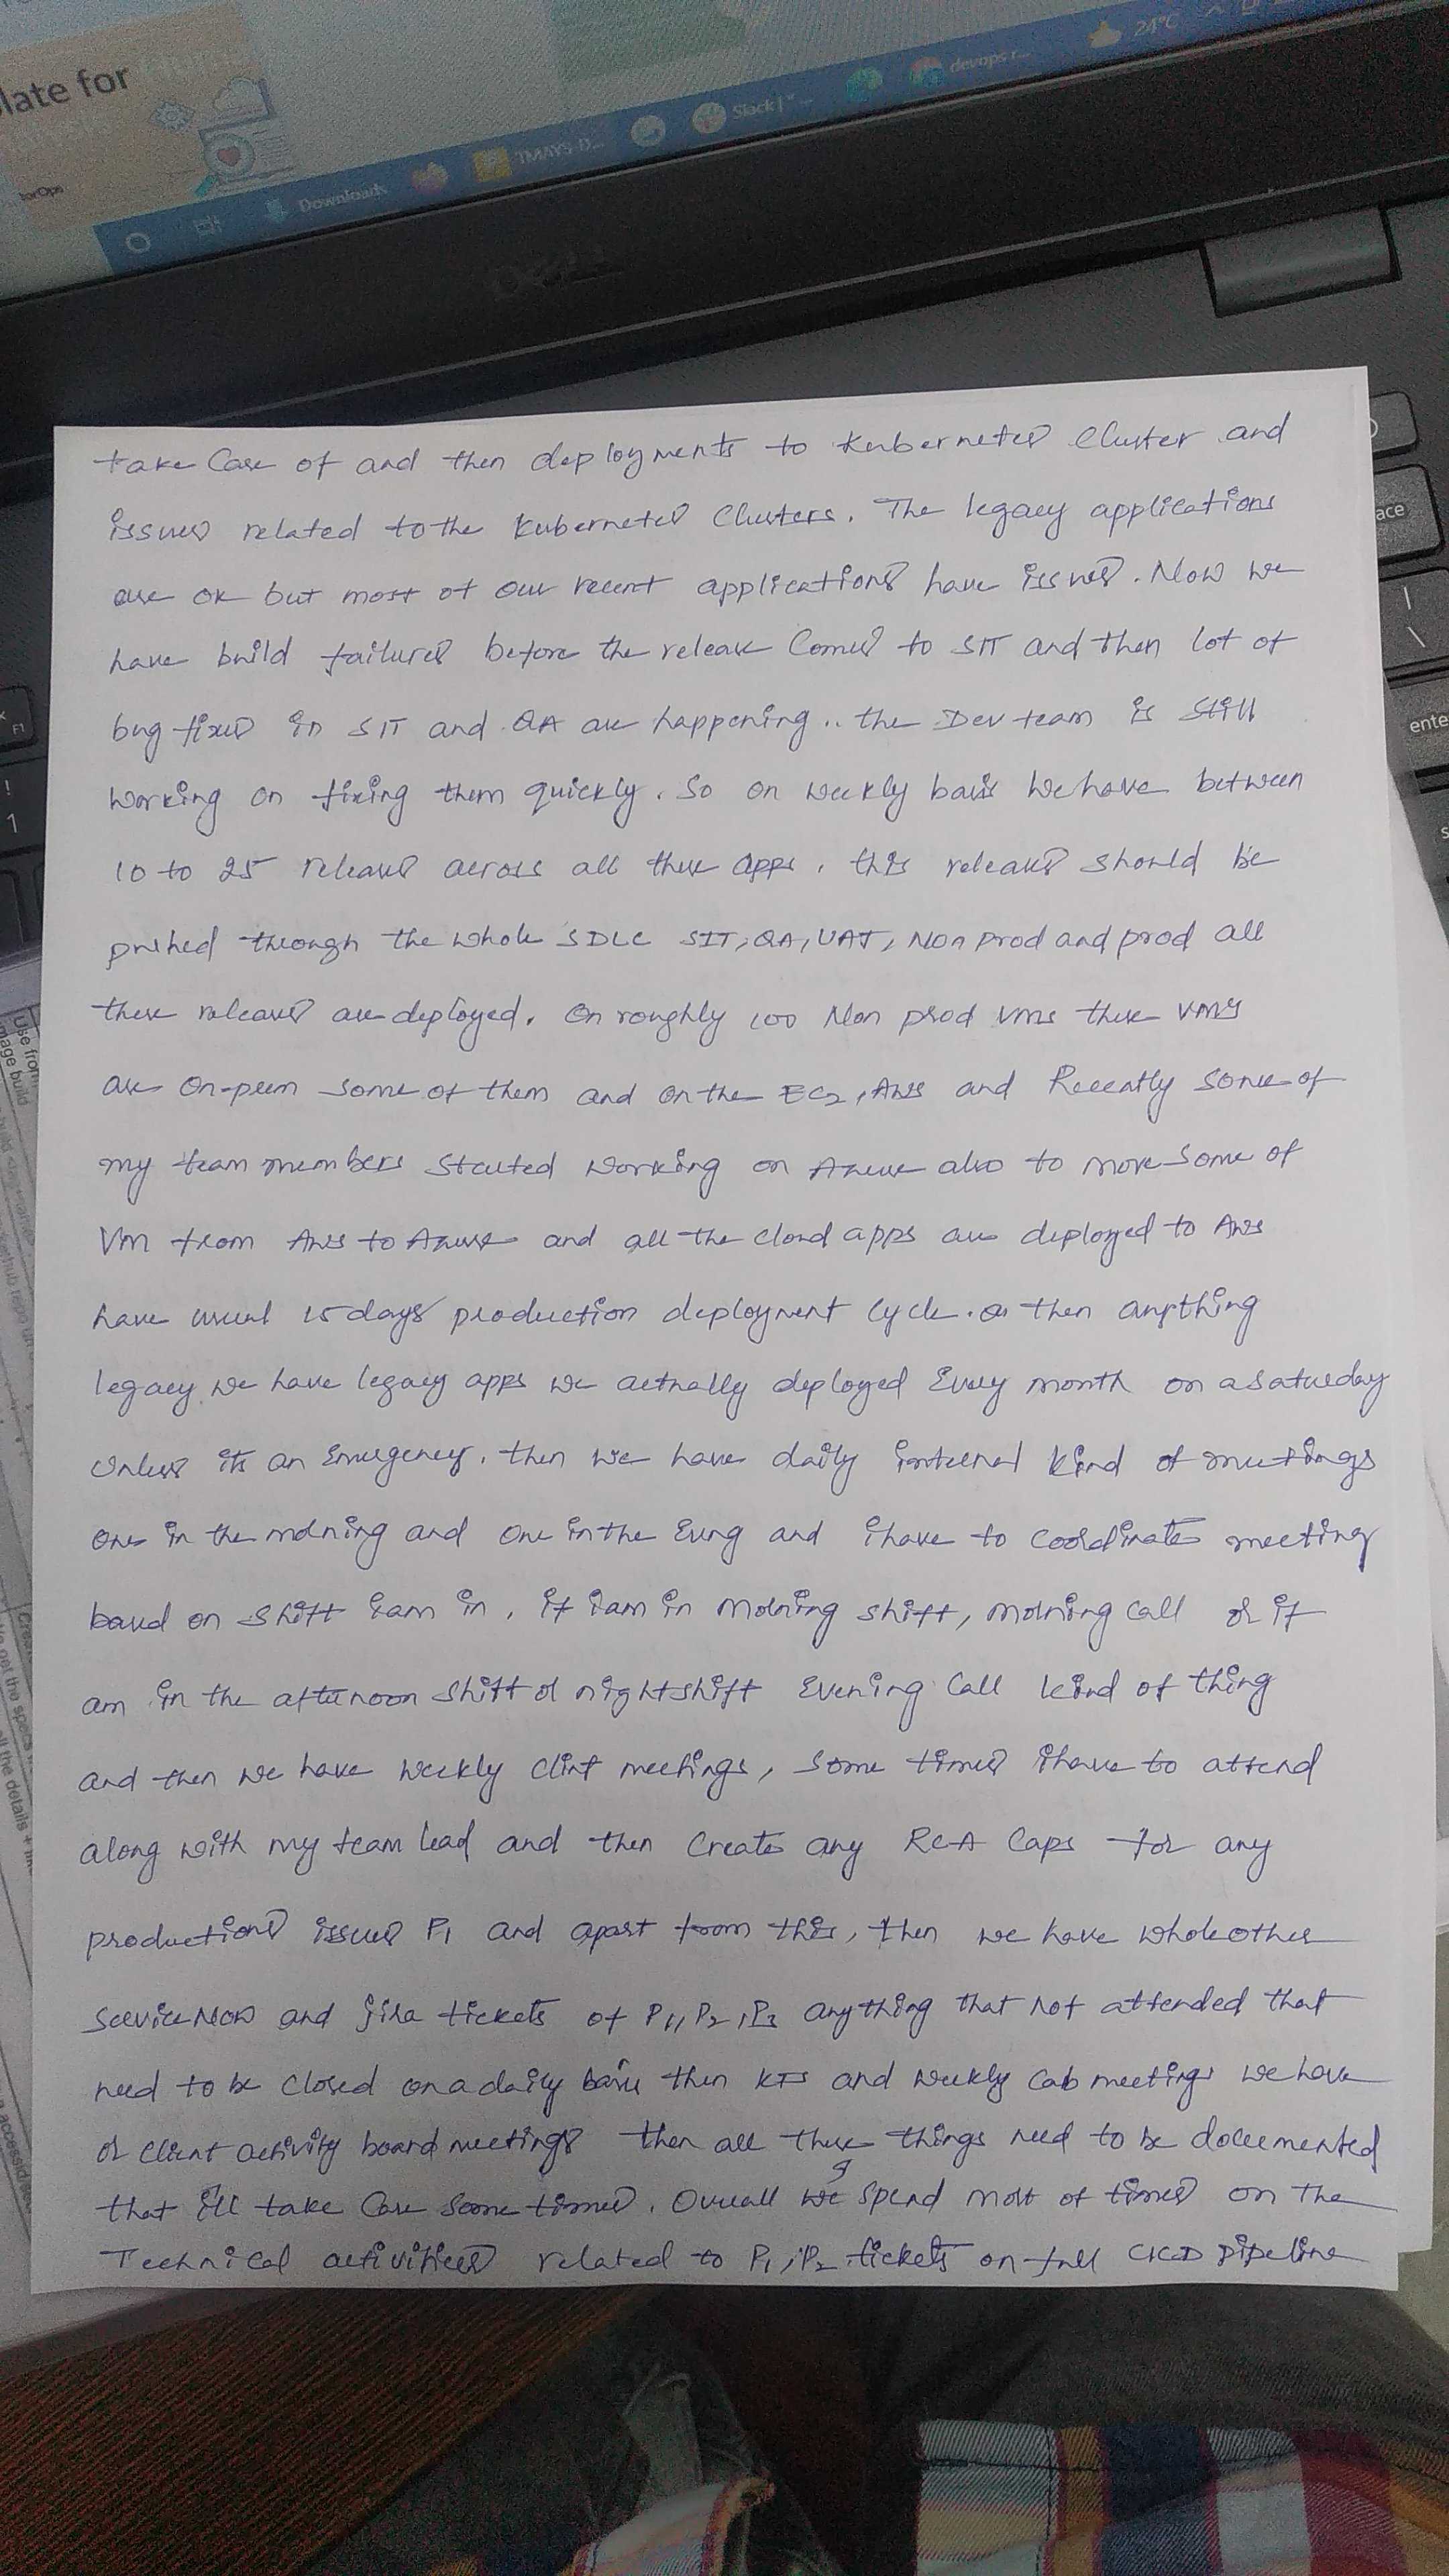 late for
torOps
Downloads
TMAYS-D...
Slack | * ...
devops r...
24°C
DELL
take Care of and then deployments to Kubernetes Cluster and
issues related to the Kubernetes Clusters. The legacy applications
are ok but most of our recent applications have issues. Now we
have build failures before the release Comes to SIT and then lot of
bug fixes in SIT and QA are happening.. the Dev team is still
working on fixing them quickly. So on weekly basis we have between
10 to 25 releases across all these apps. this releases should be
pushed through the whole SDLC SIT, QA, UAT, Non prod and prod all
these releases are deployed. On roughly 100 Non prod vms these vms
are on-prem some of them and on the EC2, Aws and Recently some of
my team members started working on Azure also to move some of
Vm from Aws to Azure and all the cloud apps are deployed to Aws
have usual 15 days production deployment cycle. then anything
legacy we have legacy apps we actually deployed Every month on a saturday
unless its an Emergency. then we have daily internal kind of meetings
one in the morning and one in the Evng and i have to coordinate meeting
based on shift iam in, if iam in morning shift, morning call or if
am in the afternoon shift or night shift Evening Call kind of thing
and then we have weekly clint meetings, some times i have to attend
along with my team lead and then Create any RCA Caps for any
productions issues P1 and apart from this, then we have whole other
Service Now and jira tickets of P1, P2, P3 anything that not attended that
need to be closed on a daily basis then KTs and weekly Cab meetings we have
or client activity board meetings then all these things need to be documented
that i'll take Care some times. Overall we I spend most of times on the
Technical activities related to P1, P2 tickets on full CICD pipeline
ace
enter
F1
!
1
|
\